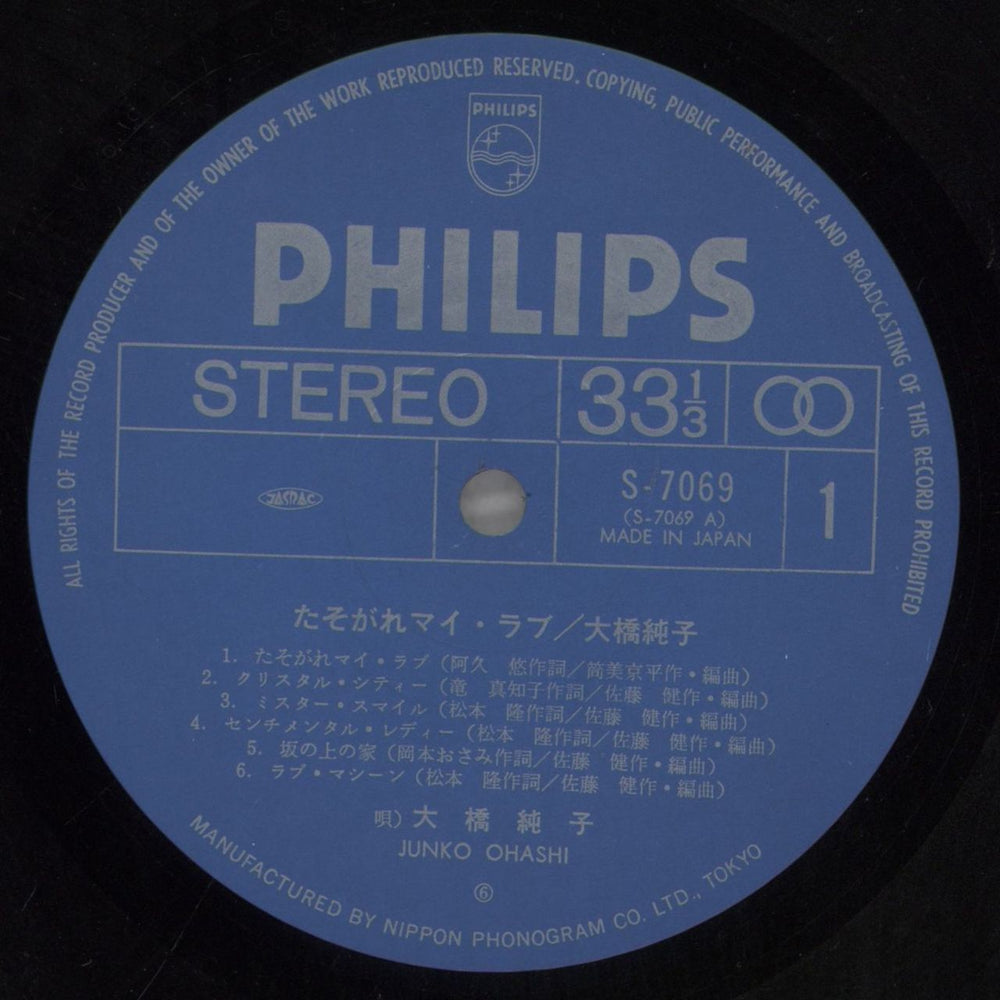 ALL RIGHTS OF THE RECORD PRODUCER AND OF THE OWNER OF THE WORK REPRODUCED RESERVED. COPYING, PUBLIC PERFORMANCE AND BROADCASTING OF THIS RECORD PROHIBITED
PHILIPS
PHILIPS
STEREO 33 1/3
JASRAC
S-7069
(S-7069 A)
MADE IN JAPAN
1
たそがれマイ・ラブ/大橋純子
1. たそがれマイ・ラブ(阿久 悠作詞/筒美京平作・編曲)
2. クリスタル・シティー(竜 真知子作詞/佐藤 健作・編曲)
3. ミスター・スマイル(松本 隆作詞/佐藤 健作・編曲)
4. センチメンタル・レディー(松本 隆作詞/佐藤 健作・編曲)
5. 坂の上の家(岡本おさみ作詞/佐藤 健作・編曲)
6. ラブ・マシーン(松本 隆作詞/佐藤 健作・編曲)
唄)大橋純子
JUNKO OHASHI
⑥
MANUFACTURED BY NIPPON PHONOGRAM CO. LTD., TOKYO